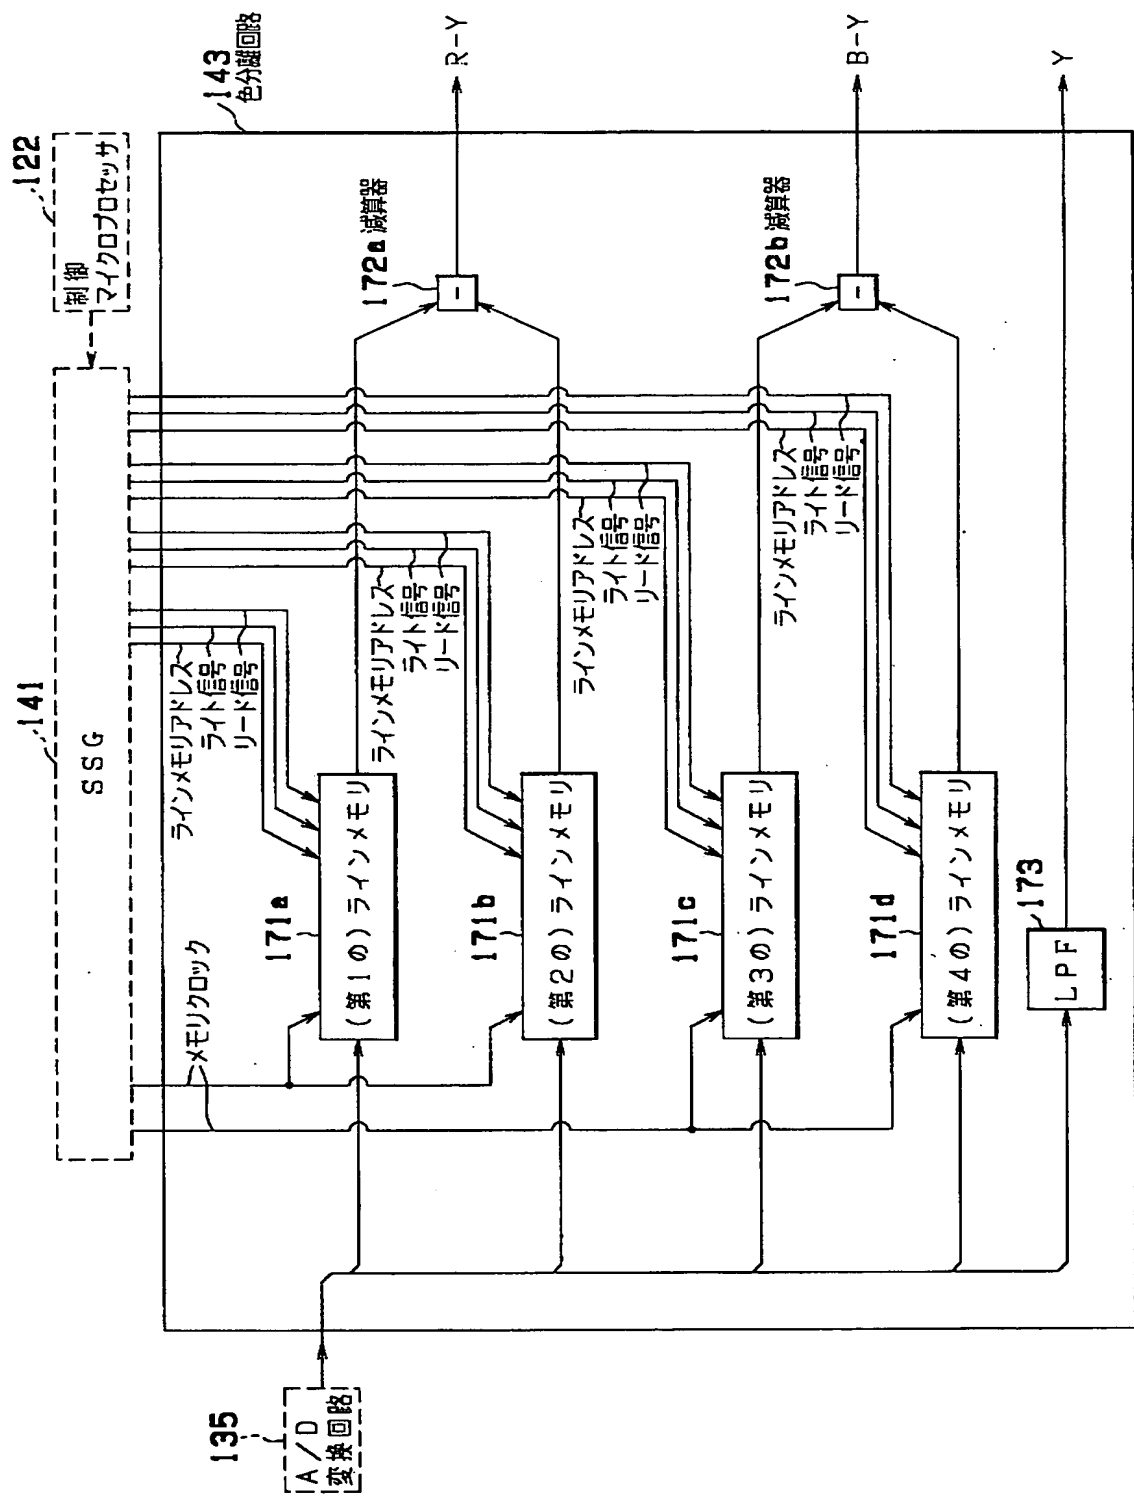 122
制御
マイクロプロセッサ
141
SSG
143
色分離回路
135
A/D
変換回路
メモリクロック
ラインメモリアドレス
ライト信号
リード信号
ラインメモリアドレス
ライト信号
リード信号
ラインメモリアドレス
ライト信号
リード信号
ラインメモリアドレス
ライト信号
リード信号
171a
(第1の)ラインメモリ
171b
(第2の)ラインメモリ
171c
(第3の)ラインメモリ
171d
(第4の)ラインメモリ
172a 減算器
−
172b 減算器
−
173
LPF
R-Y
B-Y
Y